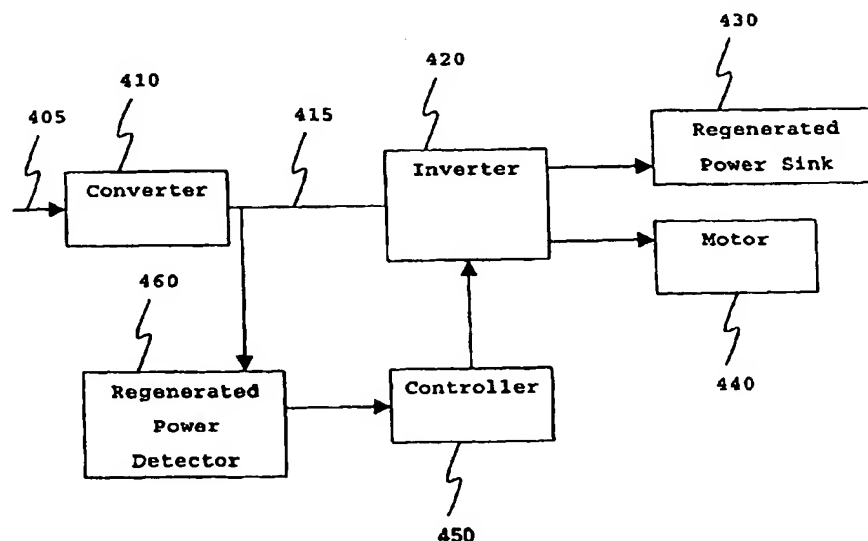 430
410
420
405
415
Regenerated
Power Sink
Converter
Inverter
Motor
460
Regenerated
Power
Detector
Controller
440
450